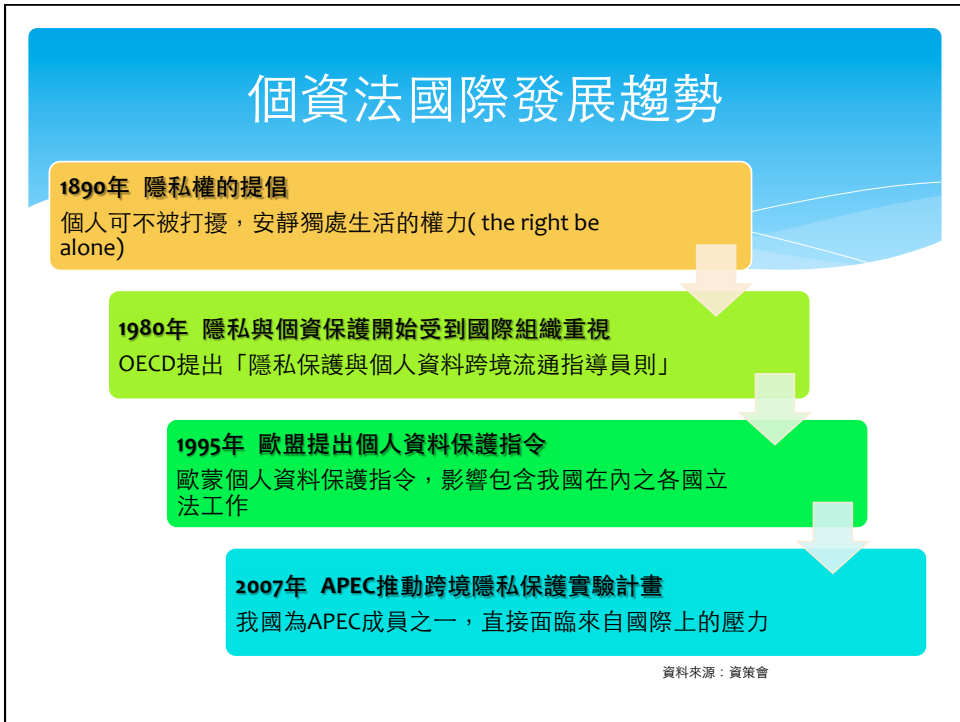 個資法國際發展趨勢
1890年 隱私權的提倡
個人可不被打擾，安靜獨處生活的權力( the right be
alone)
1980年 隱私與個資保護開始受到國際組織重視
OECD提出「隱私保護與個人資料跨境流通指導員則」
1995年 歐盟提出個人資料保護指令
歐蒙個人資料保護指令，影響包含我國在內之各國立
法工作
2007年 APEC推動跨境隱私保護實驗計畫
我國為APEC成員之一，直接面臨來自國際上的壓力
資料來源：資策會